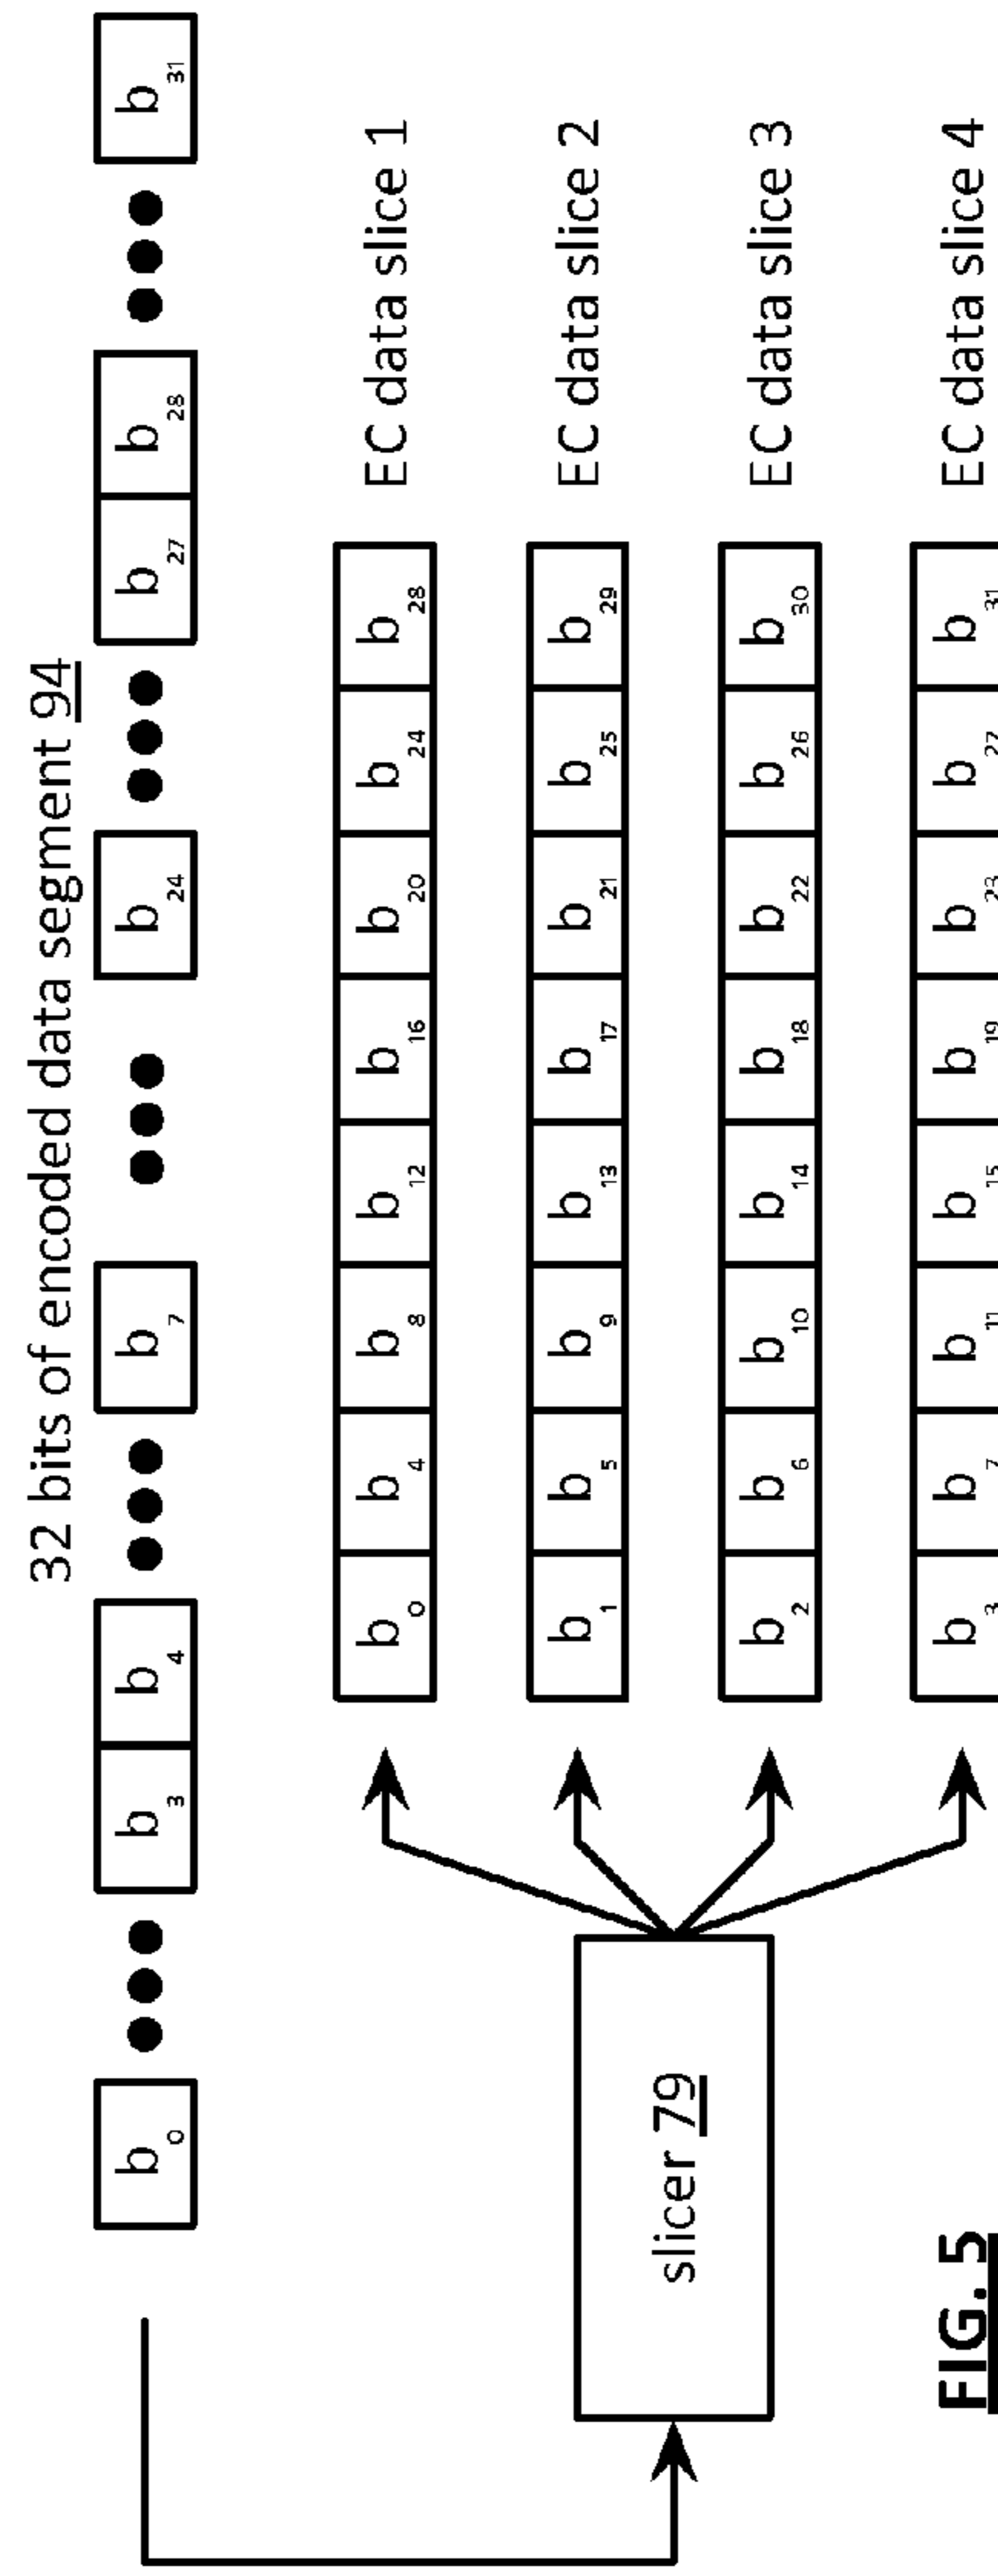 32 bits of encoded data segment 94
b0 ●●● b3 b4 ●●● b7 ●●● b24 ●●● b27 b28 ●●● b31
b0 b4 b8 b12 b16 b20 b24 b28 EC data slice 1
b1 b5 b9 b13 b17 b21 b25 b29 EC data slice 2
slicer 79
b2 b6 b10 b14 b18 b22 b26 b30 EC data slice 3
b3 b7 b11 b15 b19 b23 b27 b31 EC data slice 4
FIG. 5